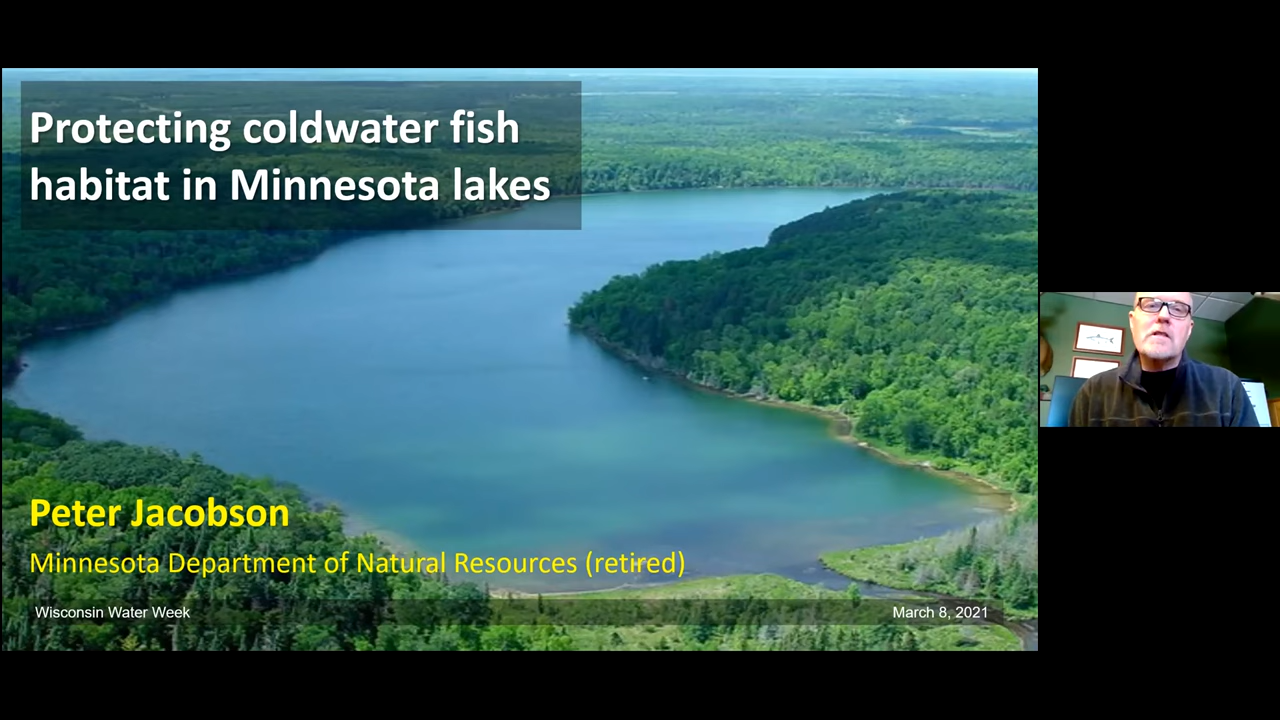 Protecting coldwater fish
habitat in Minnesota lakes
Peter Jacobson
Minnesota Department of Natural Resources (retired)
Wisconsin Water Week
March 8, 2021